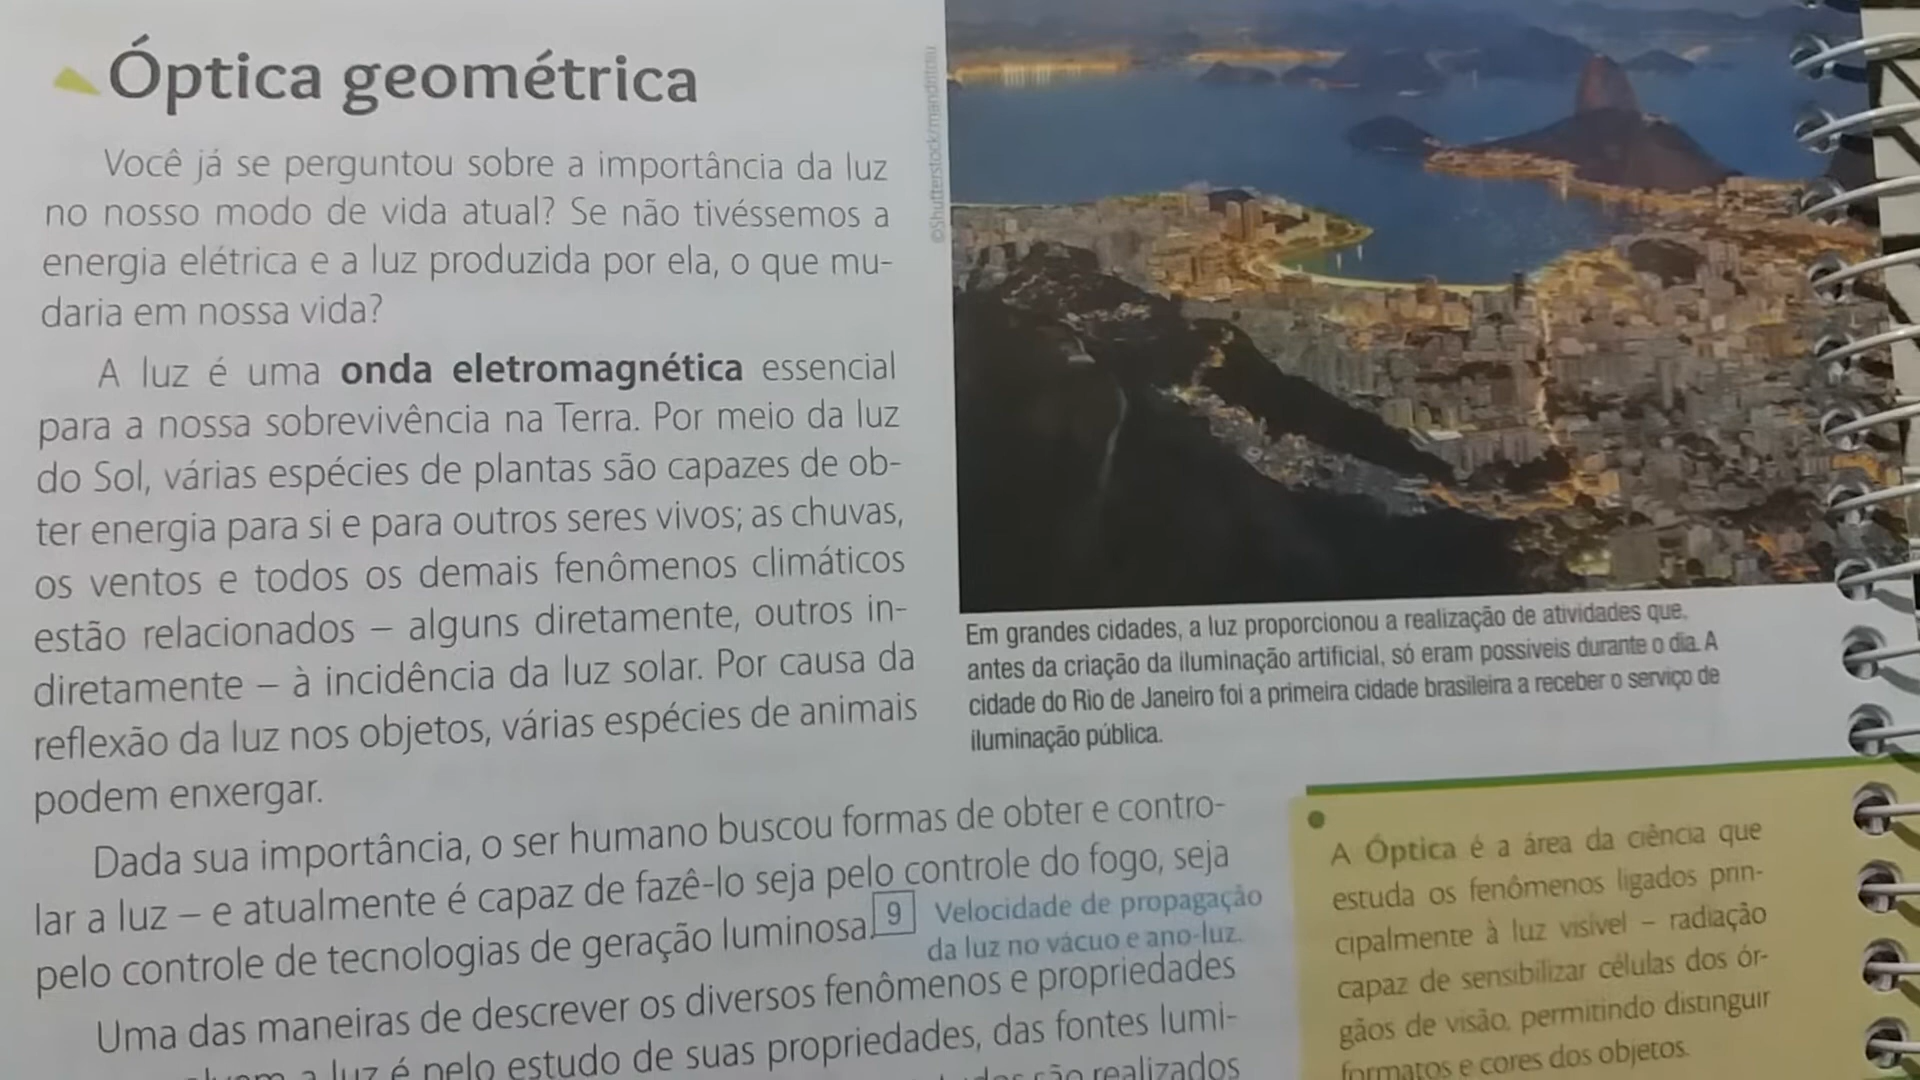 Óptica geométrica
Você já se perguntou sobre a importância da luz
no nosso modo de vida atual? Se não tivéssemos a
energia elétrica e a luz produzida por ela, o que mu-
daria em nossa vida?
A luz é uma onda eletromagnética essencial
para a nossa sobrevivência na Terra. Por meio da luz
do Sol, várias espécies de plantas são capazes de ob-
ter energia para si e para outros seres vivos; as chuvas,
os ventos e todos os demais fenômenos climáticos
estão relacionados – alguns diretamente, outros in-
diretamente – à incidência da luz solar. Por causa da
reflexão da luz nos objetos, várias espécies de animais
podem enxergar.
Dada sua importância, o ser humano buscou formas de obter e contro-
lar a luz – e atualmente é capaz de fazê-lo seja pelo controle do fogo, seja
pelo controle de tecnologias de geração luminosa.
9 Velocidade de propagação
da luz no vácuo e ano-luz.
Uma das maneiras de descrever os diversos fenômenos e propriedades
a luz é pelo estudo de suas propriedades, das fontes lumi-
são realizados
Em grandes cidades, a luz proporcionou a realização de atividades que,
antes da criação da iluminação artificial, só eram possíveis durante o dia. A
cidade do Rio de Janeiro foi a primeira cidade brasileira a receber o serviço de
iluminação pública.
A Óptica é a área da ciência que
estuda os fenômenos ligados prin-
cipalmente à luz visível – radiação
capaz de sensibilizar células dos ór-
gãos de visão, permitindo distinguir
formatos e cores dos objetos.